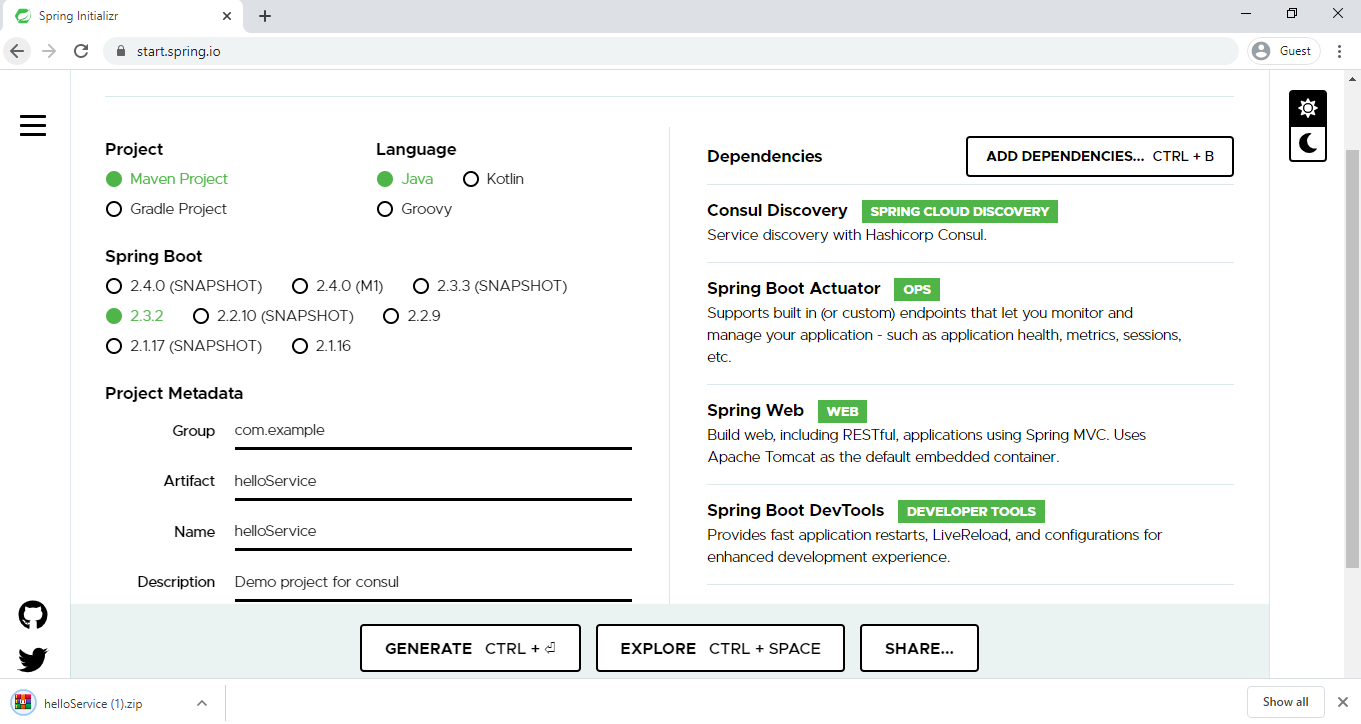 Spring Initializr
start.spring.io
Guest
Project
Maven Project
Gradle Project
Language
Java Kotlin
Groovy
Spring Boot
2.4.0 (SNAPSHOT) 2.4.0 (M1) 2.3.3 (SNAPSHOT)
2.3.2 2.2.10 (SNAPSHOT) 2.2.9
2.1.17 (SNAPSHOT) 2.1.16
Project Metadata
Group com.example
Artifact helloService
Name helloService
Description Demo project for consul
Dependencies
ADD DEPENDENCIES... CTRL + B
Consul Discovery SPRING CLOUD DISCOVERY
Service discovery with Hashicorp Consul.
Spring Boot Actuator OPS
Supports built in (or custom) endpoints that let you monitor and
manage your application - such as application health, metrics, sessions,
etc.
Spring Web WEB
Build web, including RESTful, applications using Spring MVC. Uses
Apache Tomcat as the default embedded container.
Spring Boot DevTools DEVELOPER TOOLS
Provides fast application restarts, LiveReload, and configurations for
enhanced development experience.
GENERATE CTRL + ⏎
EXPLORE CTRL + SPACE
SHARE...
helloService (1).zip
Show all